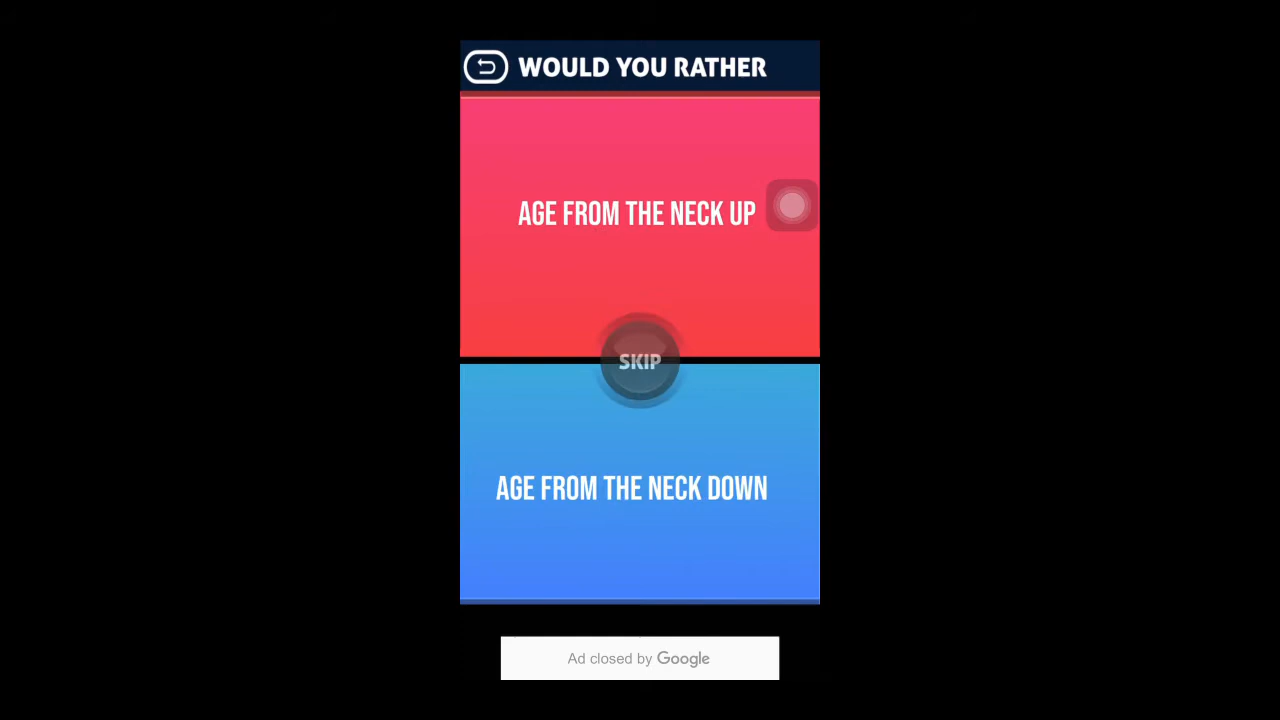 WOULD YOU RATHER
AGE FROM THE NECK UP
SKIP
AGE FROM THE NECK DOWN
Ad closed by Google